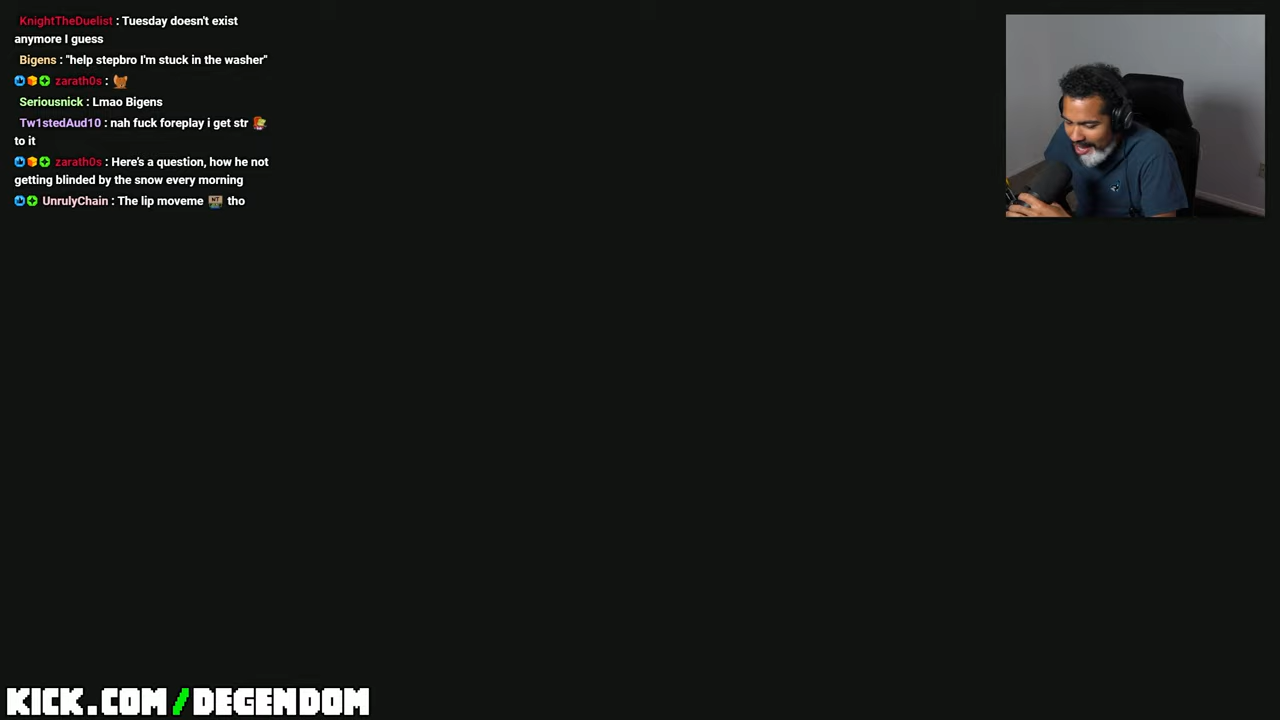 KnightTheDuelist : Tuesday doesn't exist
anymore I guess
Bigens : "help stepbro I'm stuck in the washer"
zarath0s :
Seriousnick : Lmao Bigens
Tw1stedAud10 : nah fuck foreplay i get str
to it
zarath0s : Here's a question, how he not
getting blinded by the snow every morning
UnrulyChain : The lip moveme tho
KICK.COM/DEGENDOM